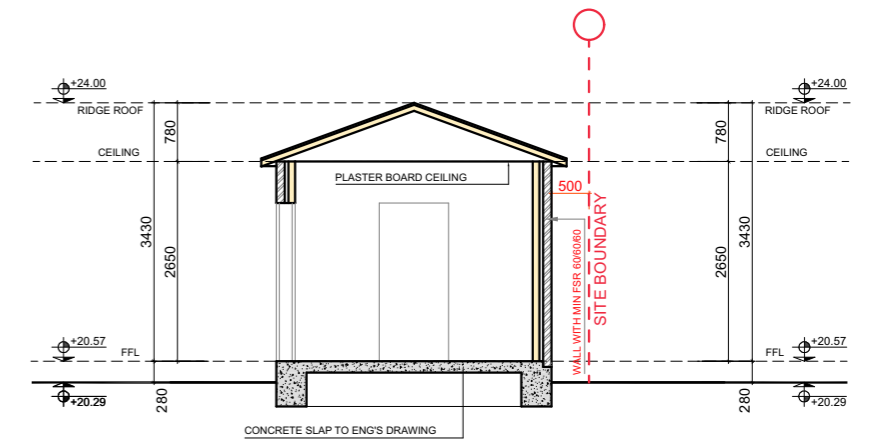 +24.00
+24.00
RIDGE ROOF
RIDGE ROOF
780
780
CEILING
CEILING
PLASTER BOARD CEILING
500
3430
2650
WALL WITH MIN FSR 60/60/60
SITE BOUNDARY
2650
3430
+20.57
+20.57
FFL
FFL
280
280
+20.29
+20.29
CONCRETE SLAP TO ENG'S DRAWING